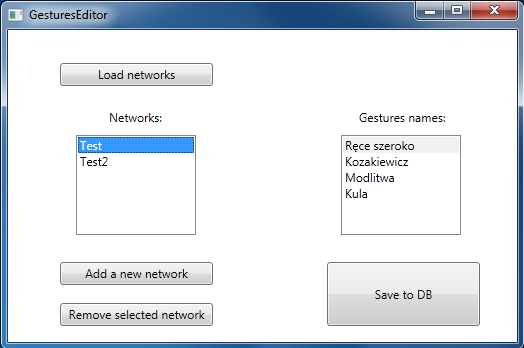 GesturesEditor
Load networks
Networks:
Gestures names:
Test
Test2
Ręce szeroko
Kozakiewicz
Modlitwa
Kula
Add a new network
Remove selected network
Save to DB